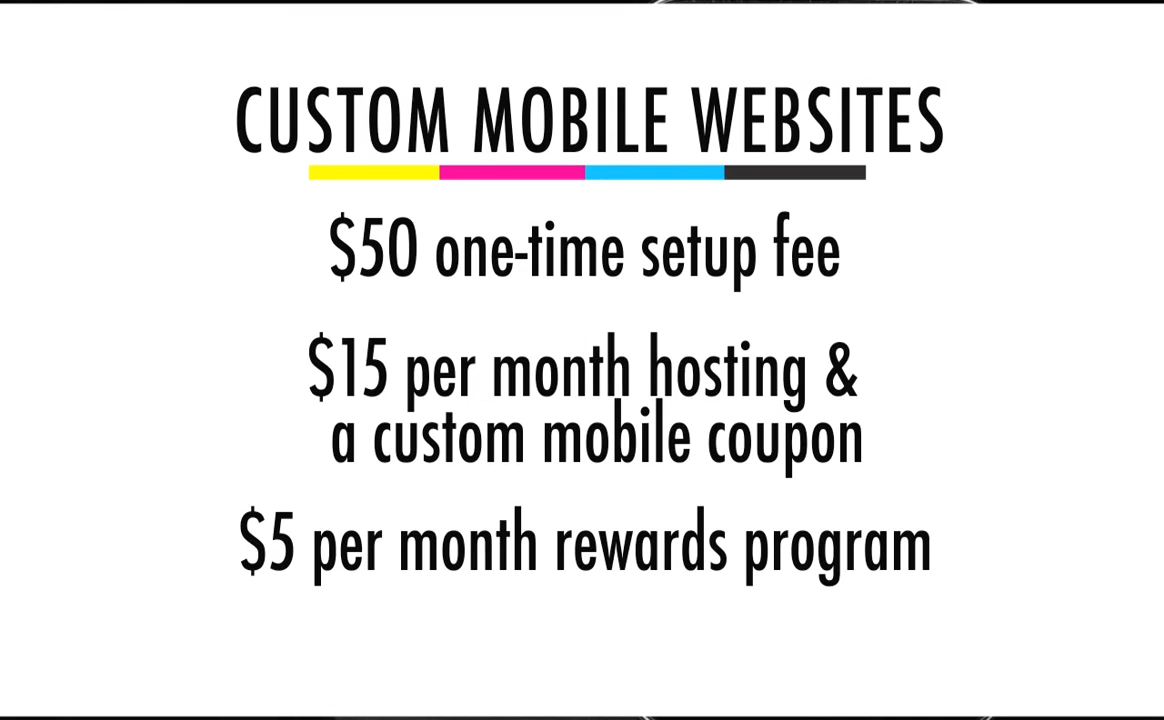 CUSTOM MOBILE WEBSITES
$50 one-time setup fee
$15 per month hosting &
a custom mobile coupon
$5 per month rewards program